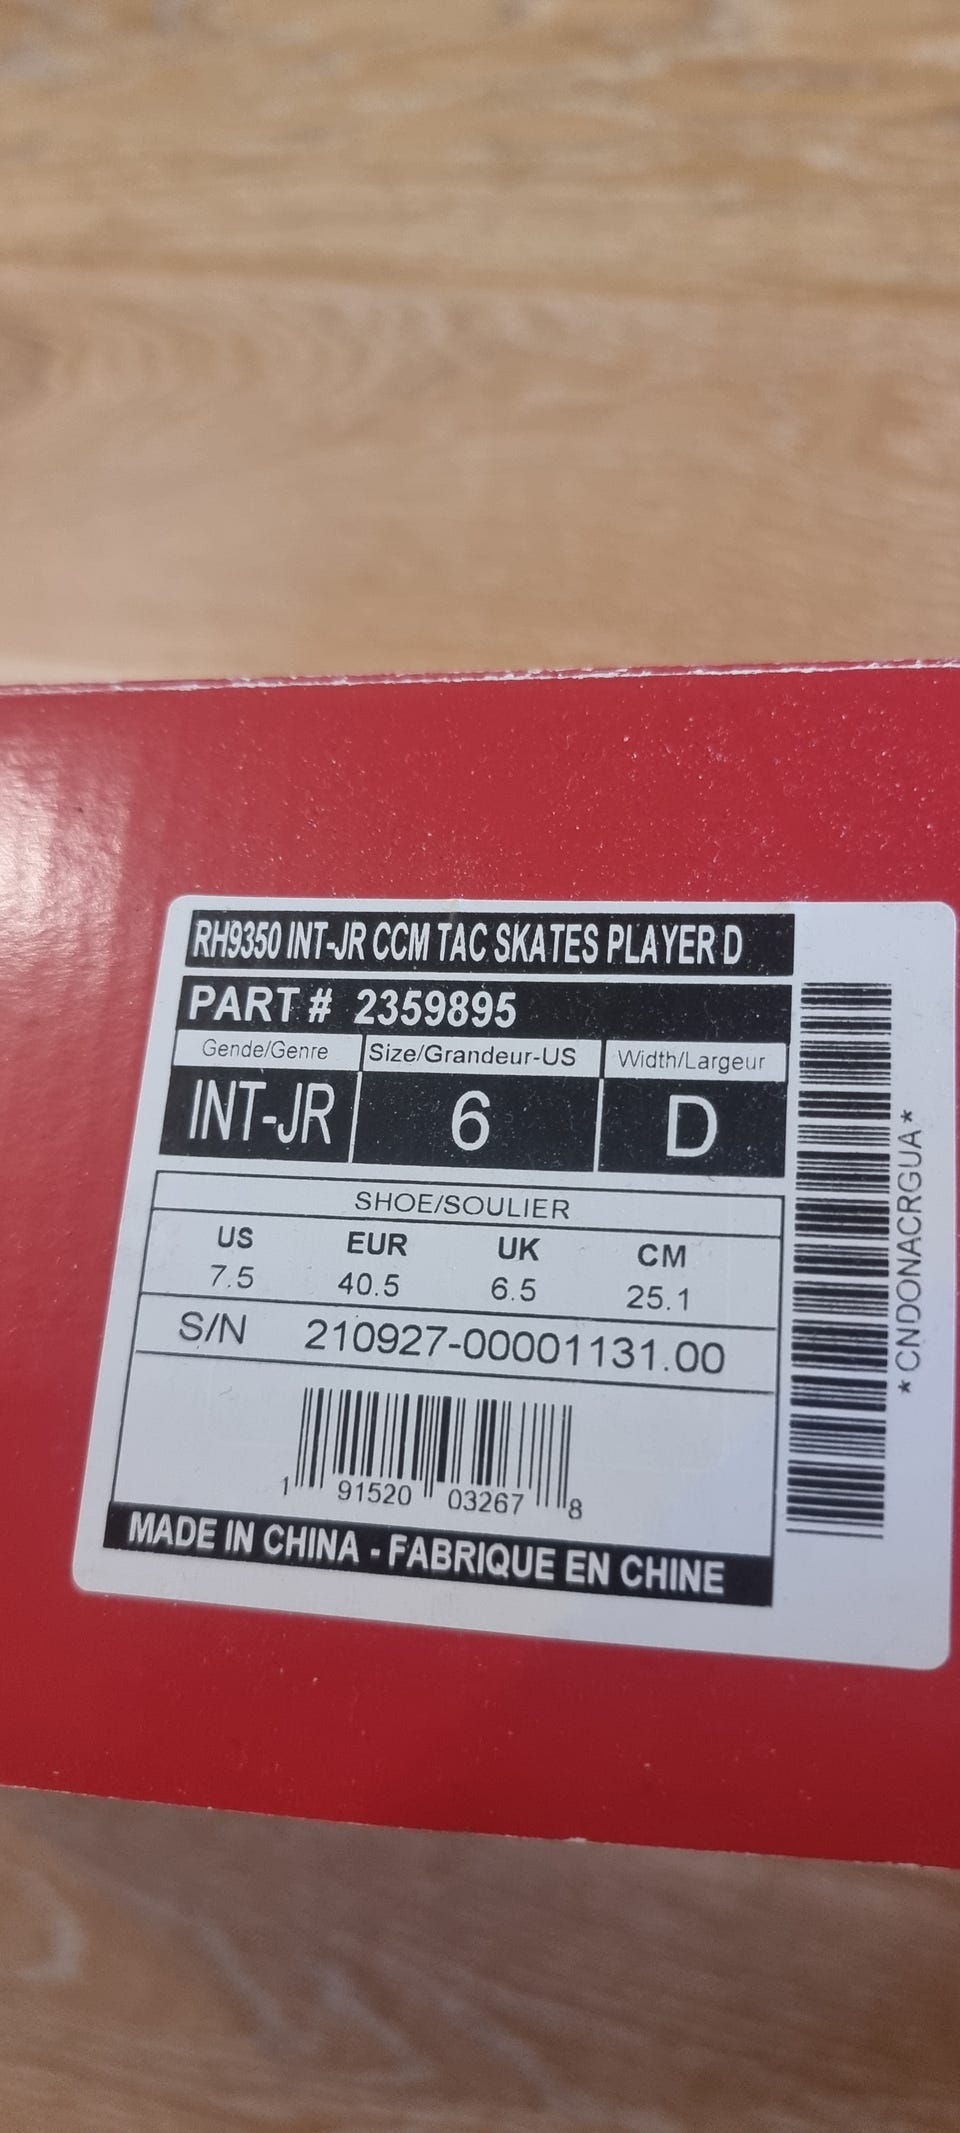 RH9350 INT-JR CCM TAC SKATES PLAYER D
PART # 2359895
Gende/Genre Size/Grandeur-US Width/Largeur
INT-JR 6 D
SHOE/SOULIER
US EUR UK CM
7.5 40.5 6.5 25.1
S/N 210927-00001131.00
1 91520 03267 8
MADE IN CHINA - FABRIQUE EN CHINE
*CNDONACRGUA*